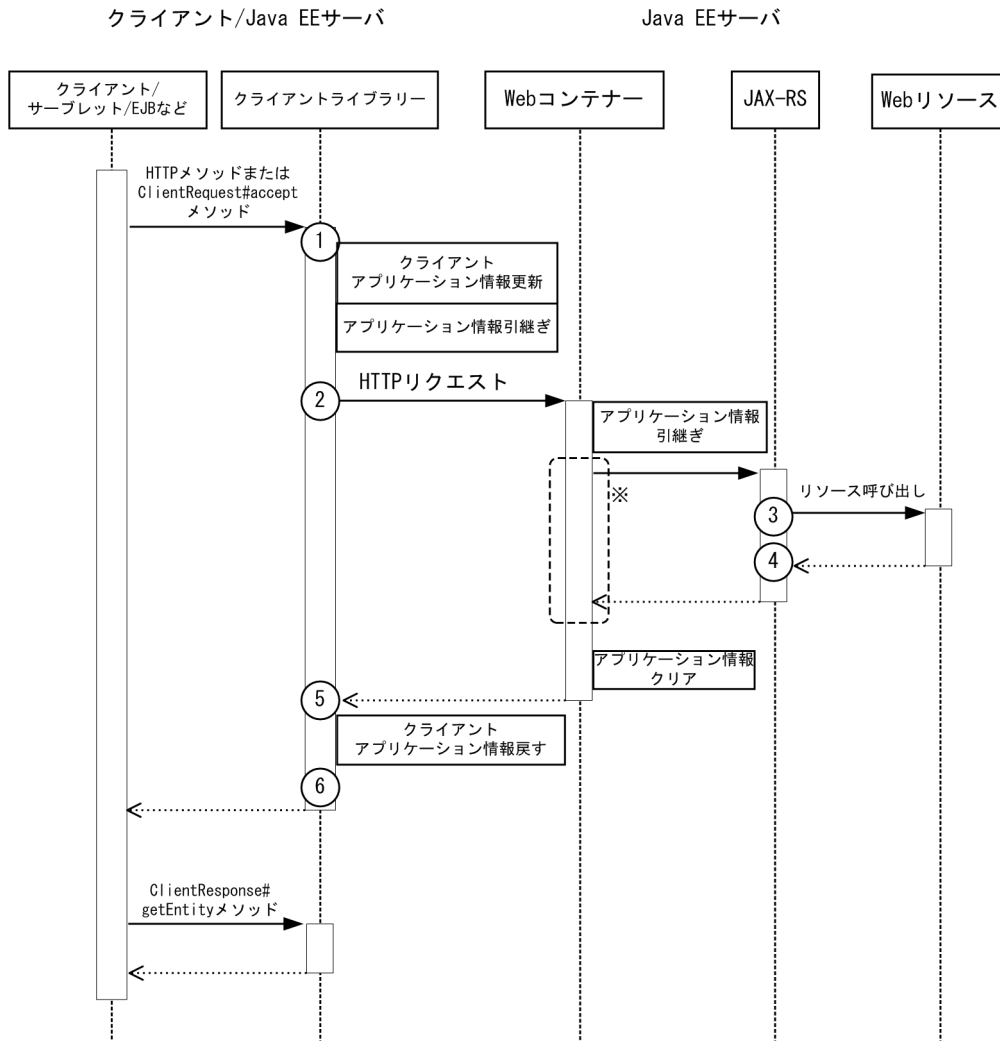 クライアント/Java EEサーバ
Java EEサーバ
クライアント/
サーブレット/EJBなど
クライアントライブラリー
Webコンテナー
JAX-RS
Webリソース
HTTPメソッドまたは
ClientRequest#accept
メソッド
1
クライアント
アプリケーション情報更新
アプリケーション情報引継ぎ
2
HTTPリクエスト
アプリケーション情報
引継ぎ
※
3
リソース呼び出し
4
アプリケーション情報
クリア
5
クライアント
アプリケーション情報戻す
6
ClientResponse#
getEntityメソッド